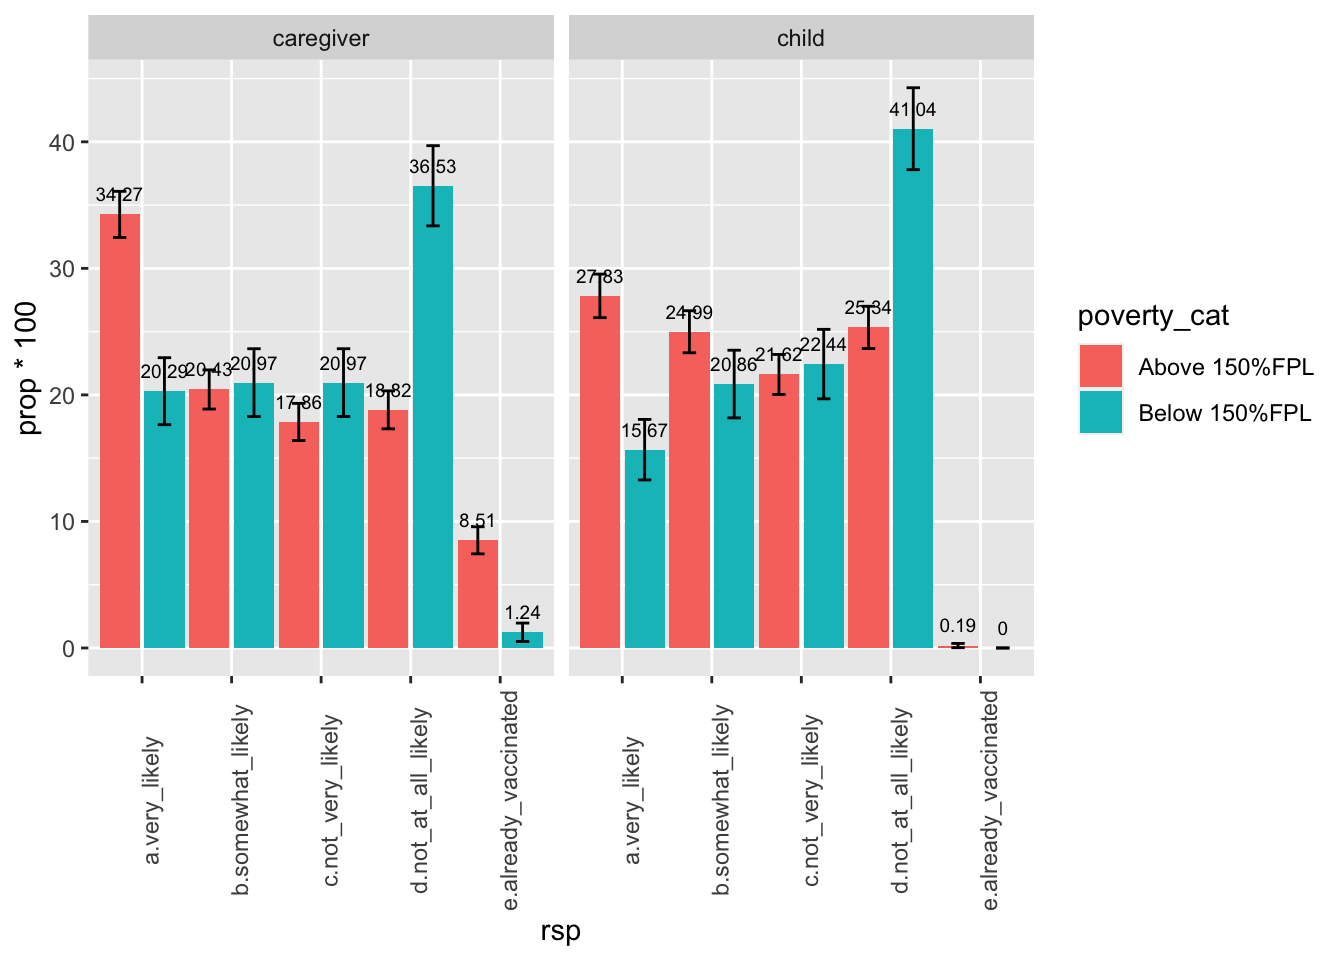 caregiver
child
prop * 100
40
30
20
10
0
34.27
20.29
20.43
20.97
17.86
20.97
18.82
36.53
8.51
1.24
27.83
15.67
24.99
20.86
21.62
22.44
25.34
41.04
0.19
0
a.very_likely
b.somewhat_likely
c.not_very_likely
d.not_at_all_likely
e.already_vaccinated
a.very_likely
b.somewhat_likely
c.not_very_likely
d.not_at_all_likely
e.already_vaccinated
rsp
poverty_cat
Above 150%FPL
Below 150%FPL